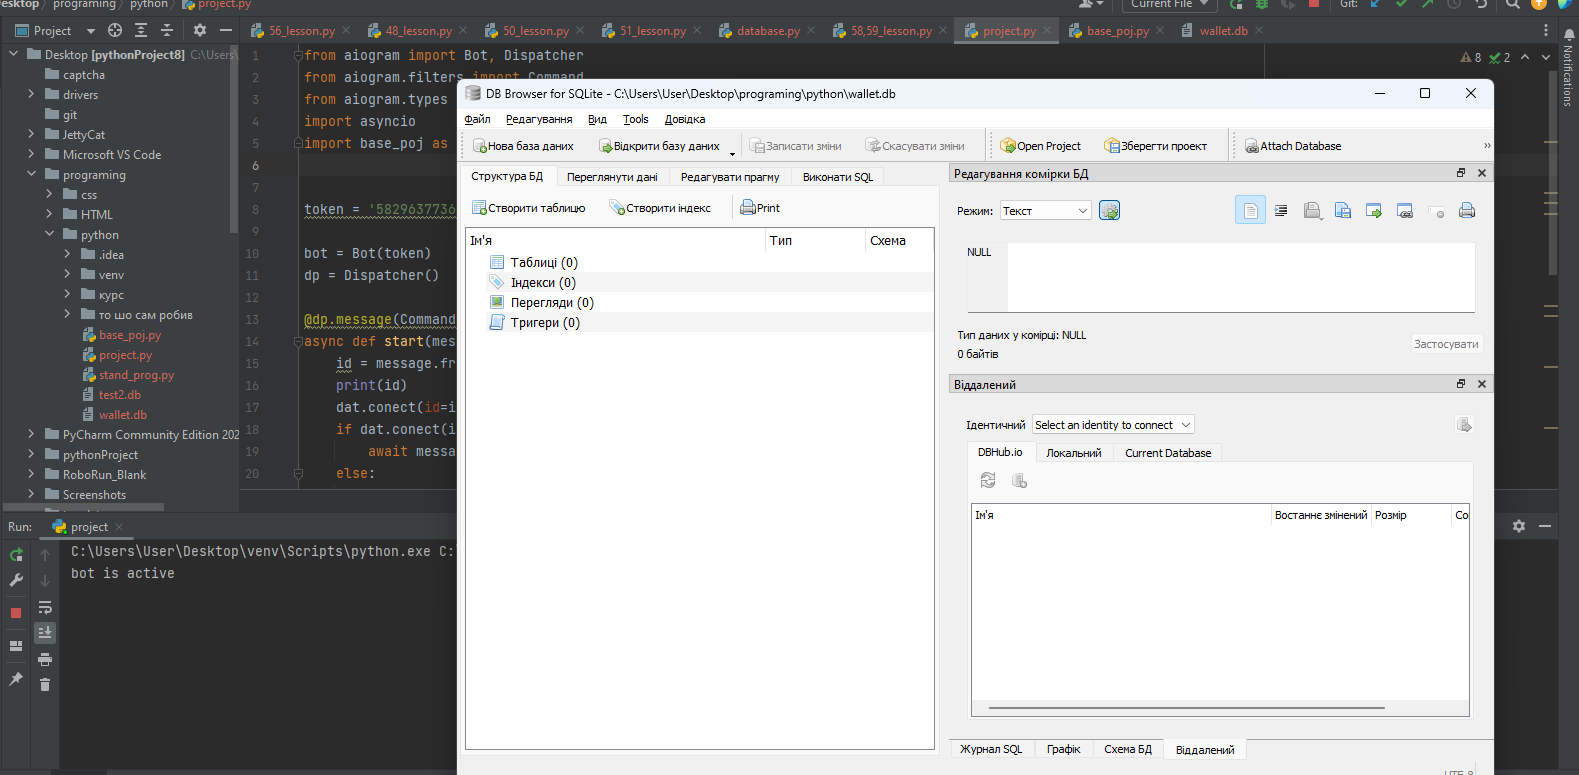 Desktop programing python project.py Current File Git:
Project
56_lesson.py 48_lesson.py 50_lesson.py 51_lesson.py database.py 58,59_lesson.py project.py base_poj.py wallet.db
Desktop [pythonProject8] C:\Users\
captcha
drivers
git
JettyCat
Microsoft VS Code
programing
css
HTML
python
.idea
venv
курс
то шо сам робив
base_poj.py
project.py
stand_prog.py
test2.db
wallet.db
PyCharm Community Edition 202
pythonProject
RoboRun_Blank
Screenshots
1 from aiogram import Bot, Dispatcher
2 from aiogram.filters import Command
3 from aiogram.types
4 import asyncio
5 import base_poj as
6
7
8 token = '5829637736
9
10 bot = Bot(token)
11 dp = Dispatcher()
12
13 @dp.message(Command
14 async def start(mes
15 id = message.fr
16 print(id)
17 dat.conect(id=i
18 if dat.conect(i
19 await messa
20 else:
8 2
Notifications
DB Browser for SQLite - C:\Users\User\Desktop\programing\python\wallet.db
Файл Редагування Вид Tools Довідка
Нова база даних Відкрити базу даних Записати зміни Скасувати зміни Open Project Зберегти проект Attach Database »
Структура БД Переглянути дані Редагувати прагму Виконати SQL
Створити таблицю Створити індекс Print
Ім'я Тип Схема
Таблиці (0)
Індекси (0)
Перегляди (0)
Тригери (0)
Редагування комірки БД
Режим: Текст
NULL
Тип даних у комірці: NULL
0 байтів
Застосувати
Віддалений
Ідентичний Select an identity to connect
DBHub.io Локальний Current Database
Ім'я Востаннє змінений Розмір Co
Журнал SQL Графік Схема БД Віддалений
UTF-8
Run: project
C:\Users\User\Desktop\venv\Scripts\python.exe C:
bot is active